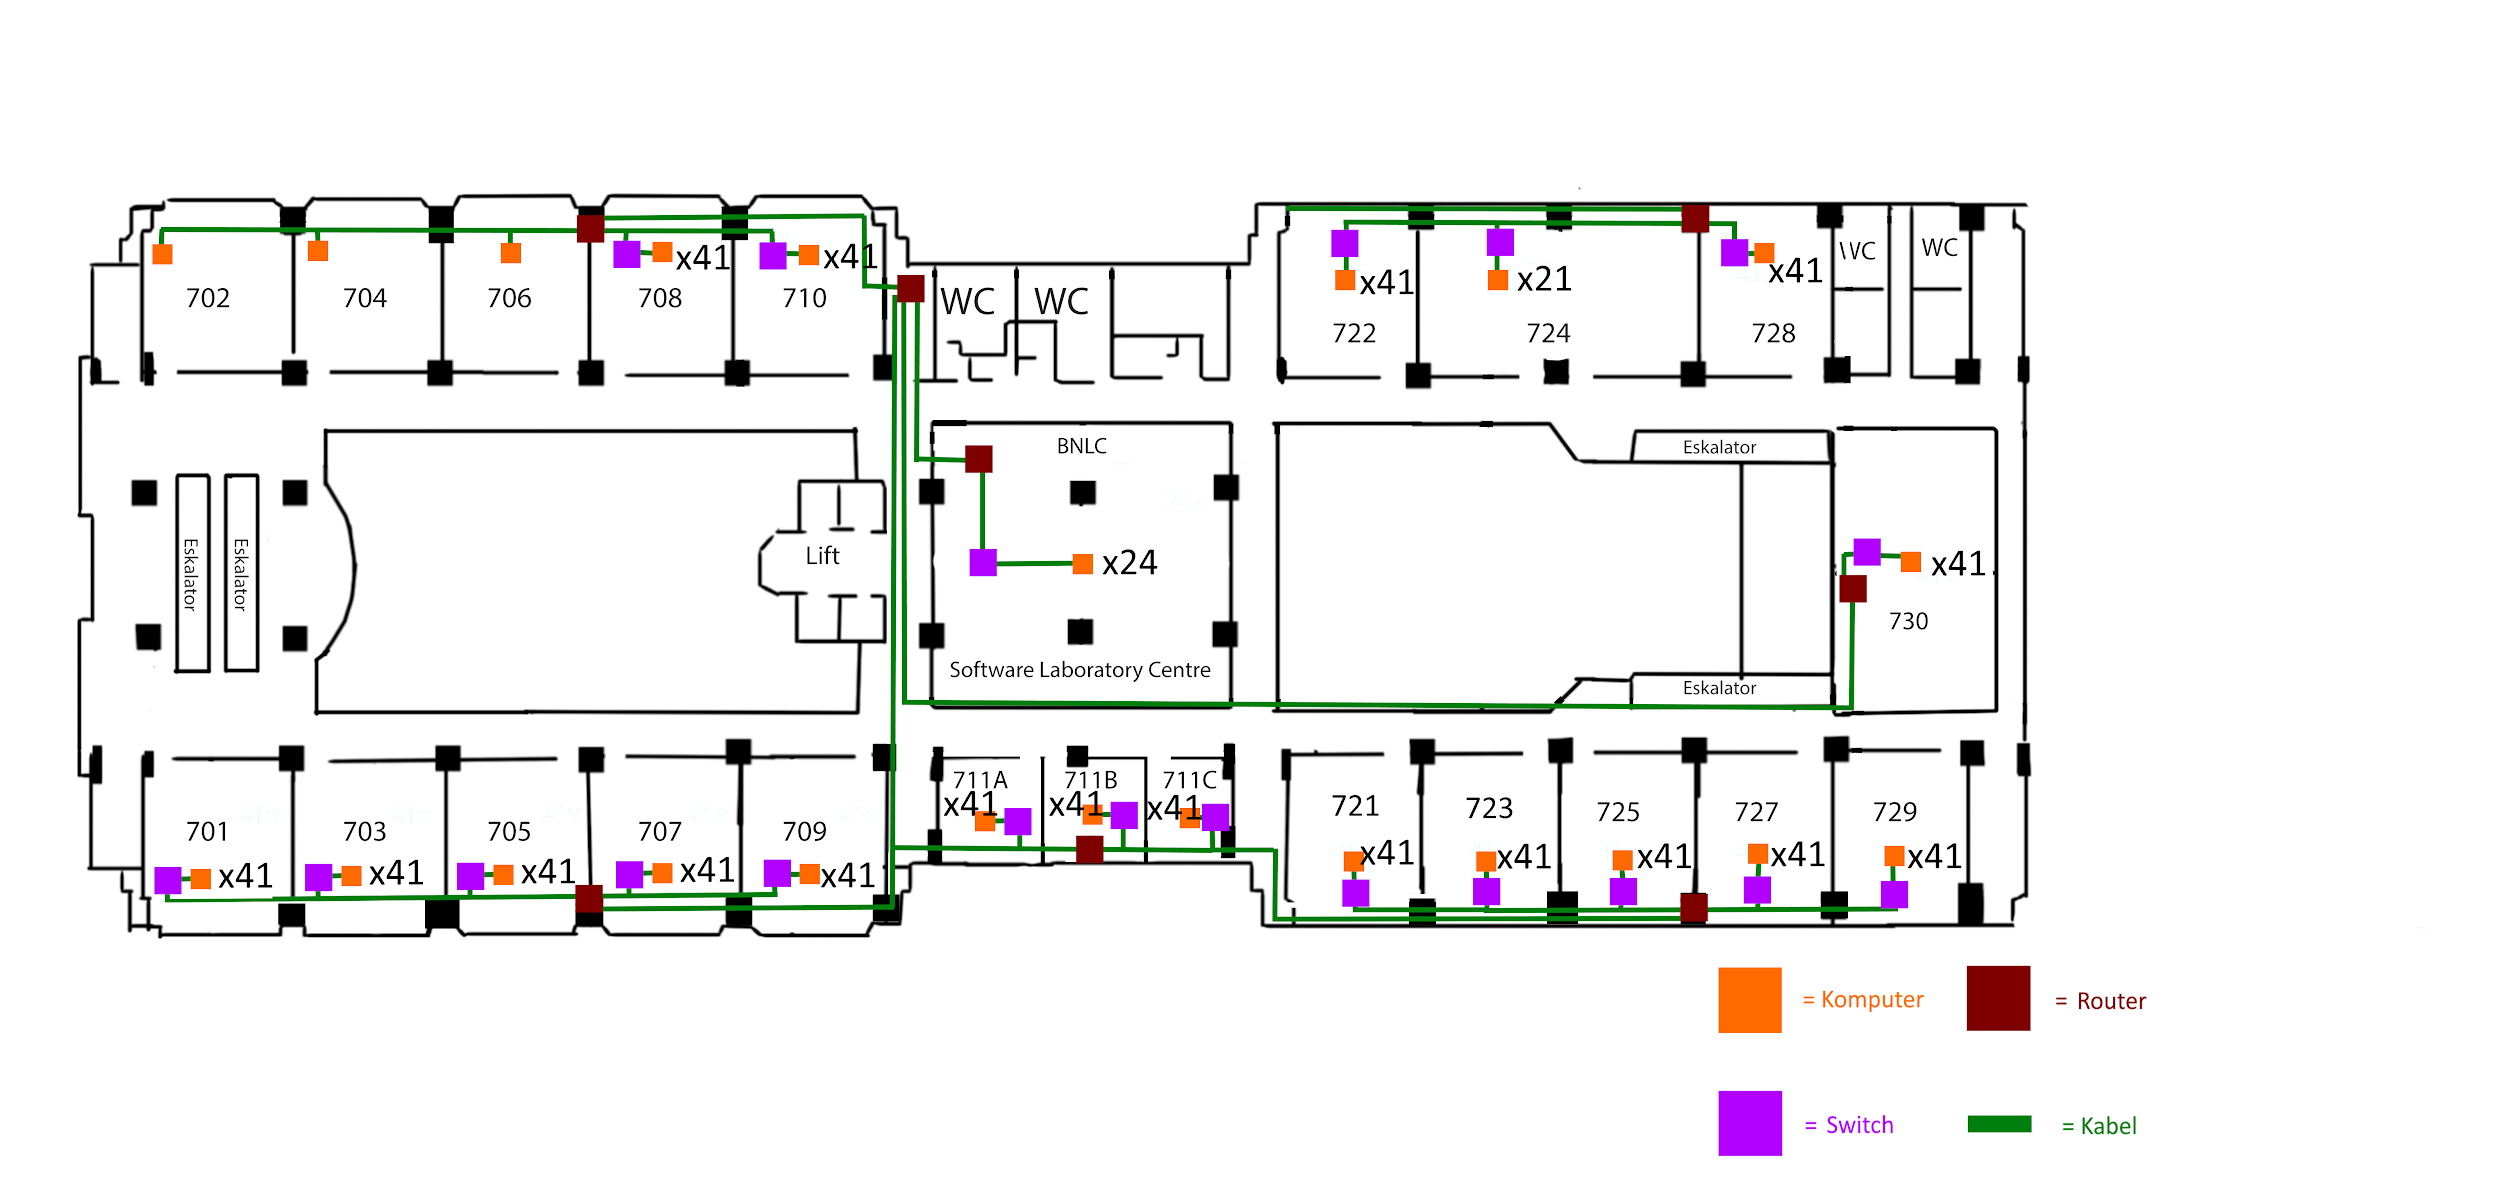 x41
x41
702
704
706
708
710
WC
WC
x41
x21
x41
722
724
728
WC
WC
BNLC
Eskalator
Eskalator
Eskalator
Lift
x24
x41
730
Software Laboratory Centre
Eskalator
711A
711B
711C
x41
x41
x41
701
703
705
707
709
x41
x41
x41
x41
x41
721
723
725
727
729
x41
x41
x41
x41
x41
= Komputer
= Router
= Switch
= Kabel